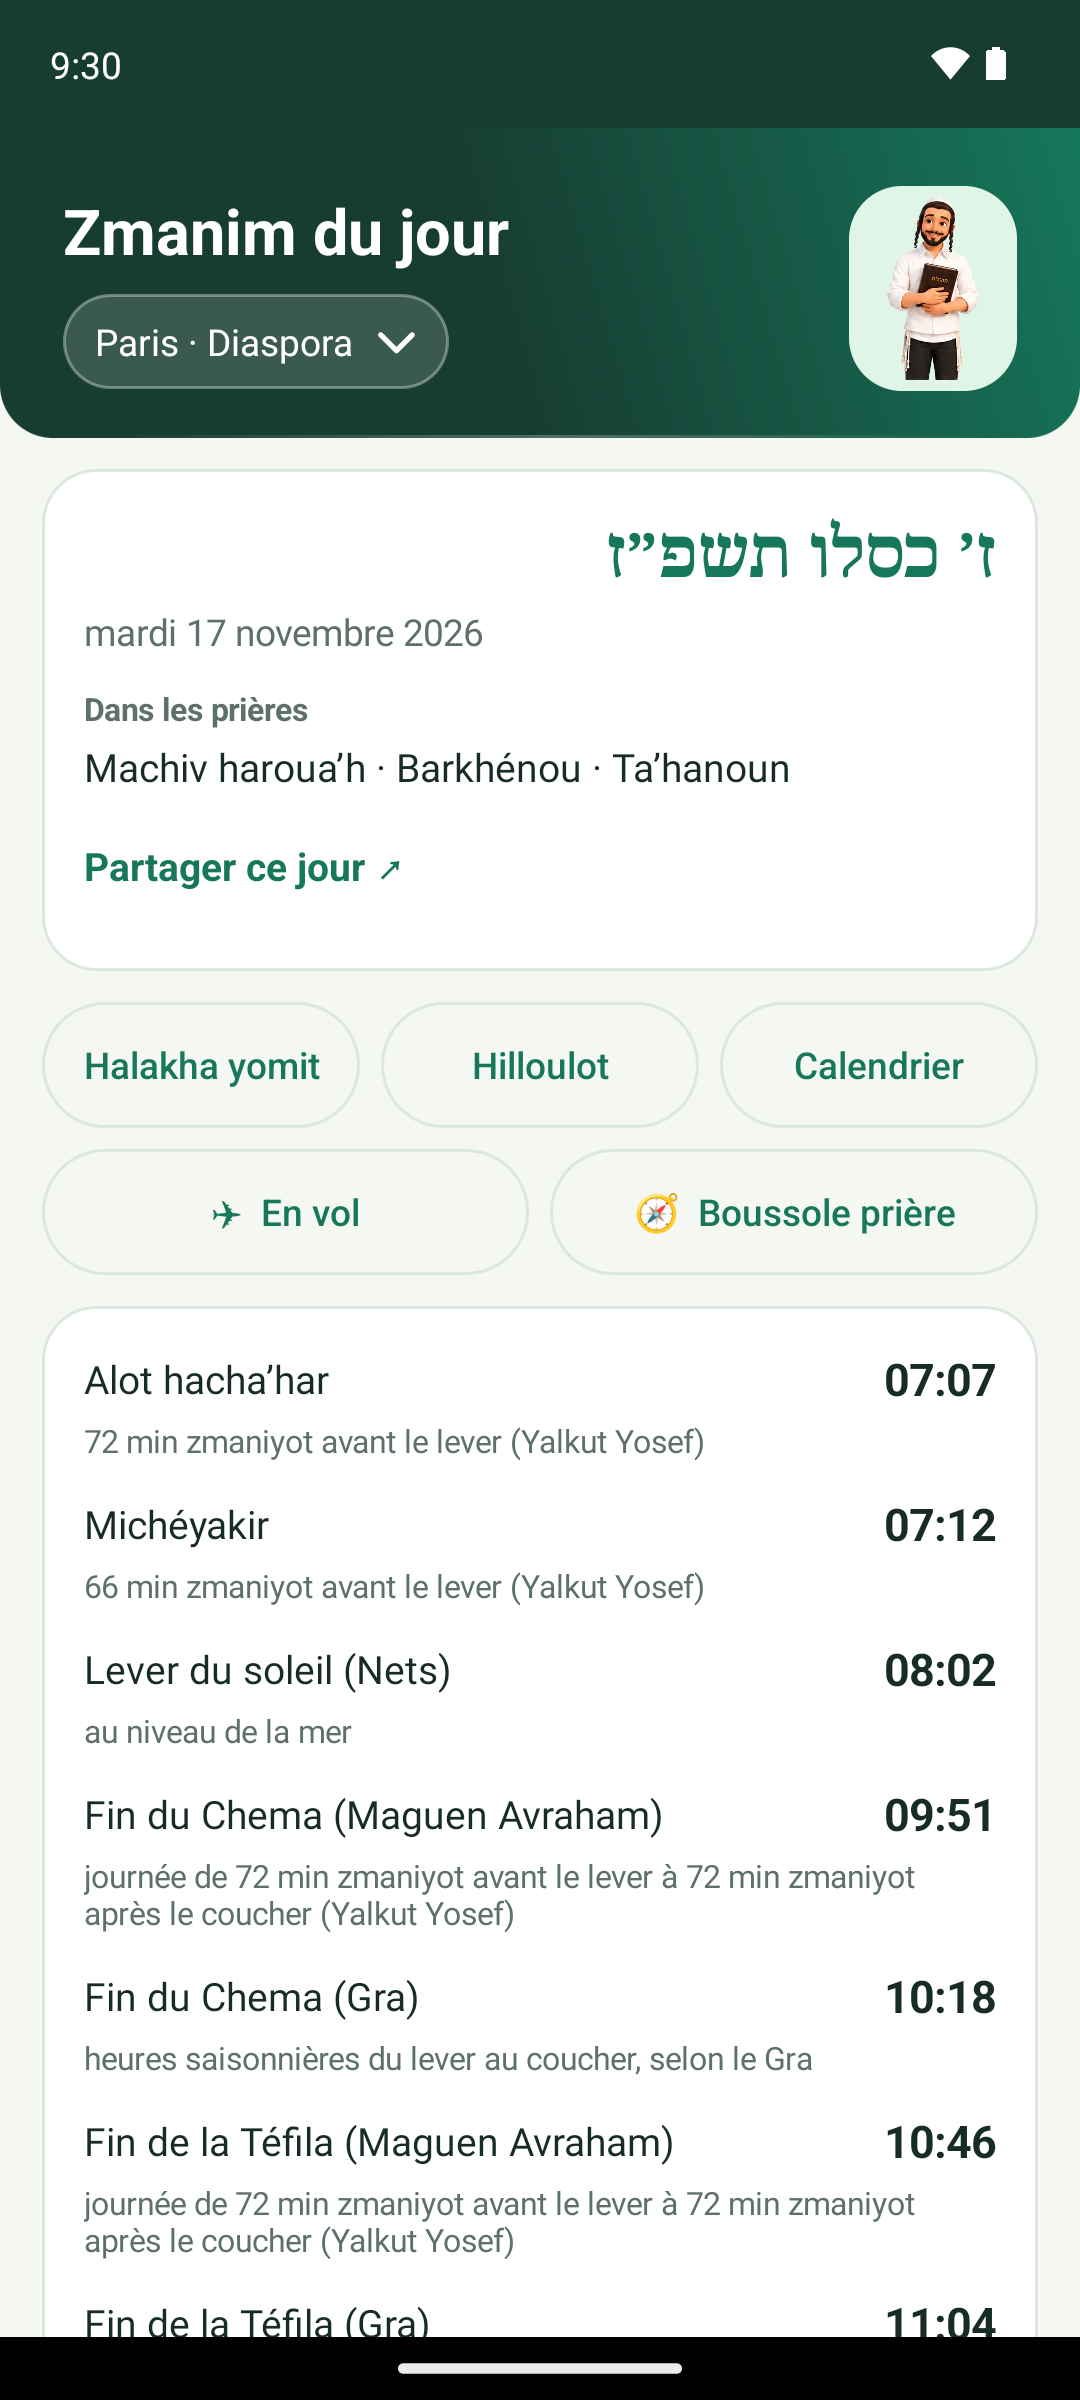 9:30
Zmanim du jour
Paris · Diaspora
ז׳ כסלו תשפ״ז
mardi 17 novembre 2026
Dans les prières
Machiv haroua’h · Barkhénou · Ta’hanoun
Partager ce jour ↗
Halakha yomit
Hilloulot
Calendrier
✈ En vol
🧭 Boussole prière
Alot hacha’har 07:07
72 min zmaniyot avant le lever (Yalkut Yosef)
Michéyakir 07:12
66 min zmaniyot avant le lever (Yalkut Yosef)
Lever du soleil (Nets) 08:02
au niveau de la mer
Fin du Chema (Maguen Avraham) 09:51
journée de 72 min zmaniyot avant le lever à 72 min zmaniyot
après le coucher (Yalkut Yosef)
Fin du Chema (Gra) 10:18
heures saisonnières du lever au coucher, selon le Gra
Fin de la Téfila (Maguen Avraham) 10:46
journée de 72 min zmaniyot avant le lever à 72 min zmaniyot
après le coucher (Yalkut Yosef)
Fin de la Téfila (Gra) 11:04